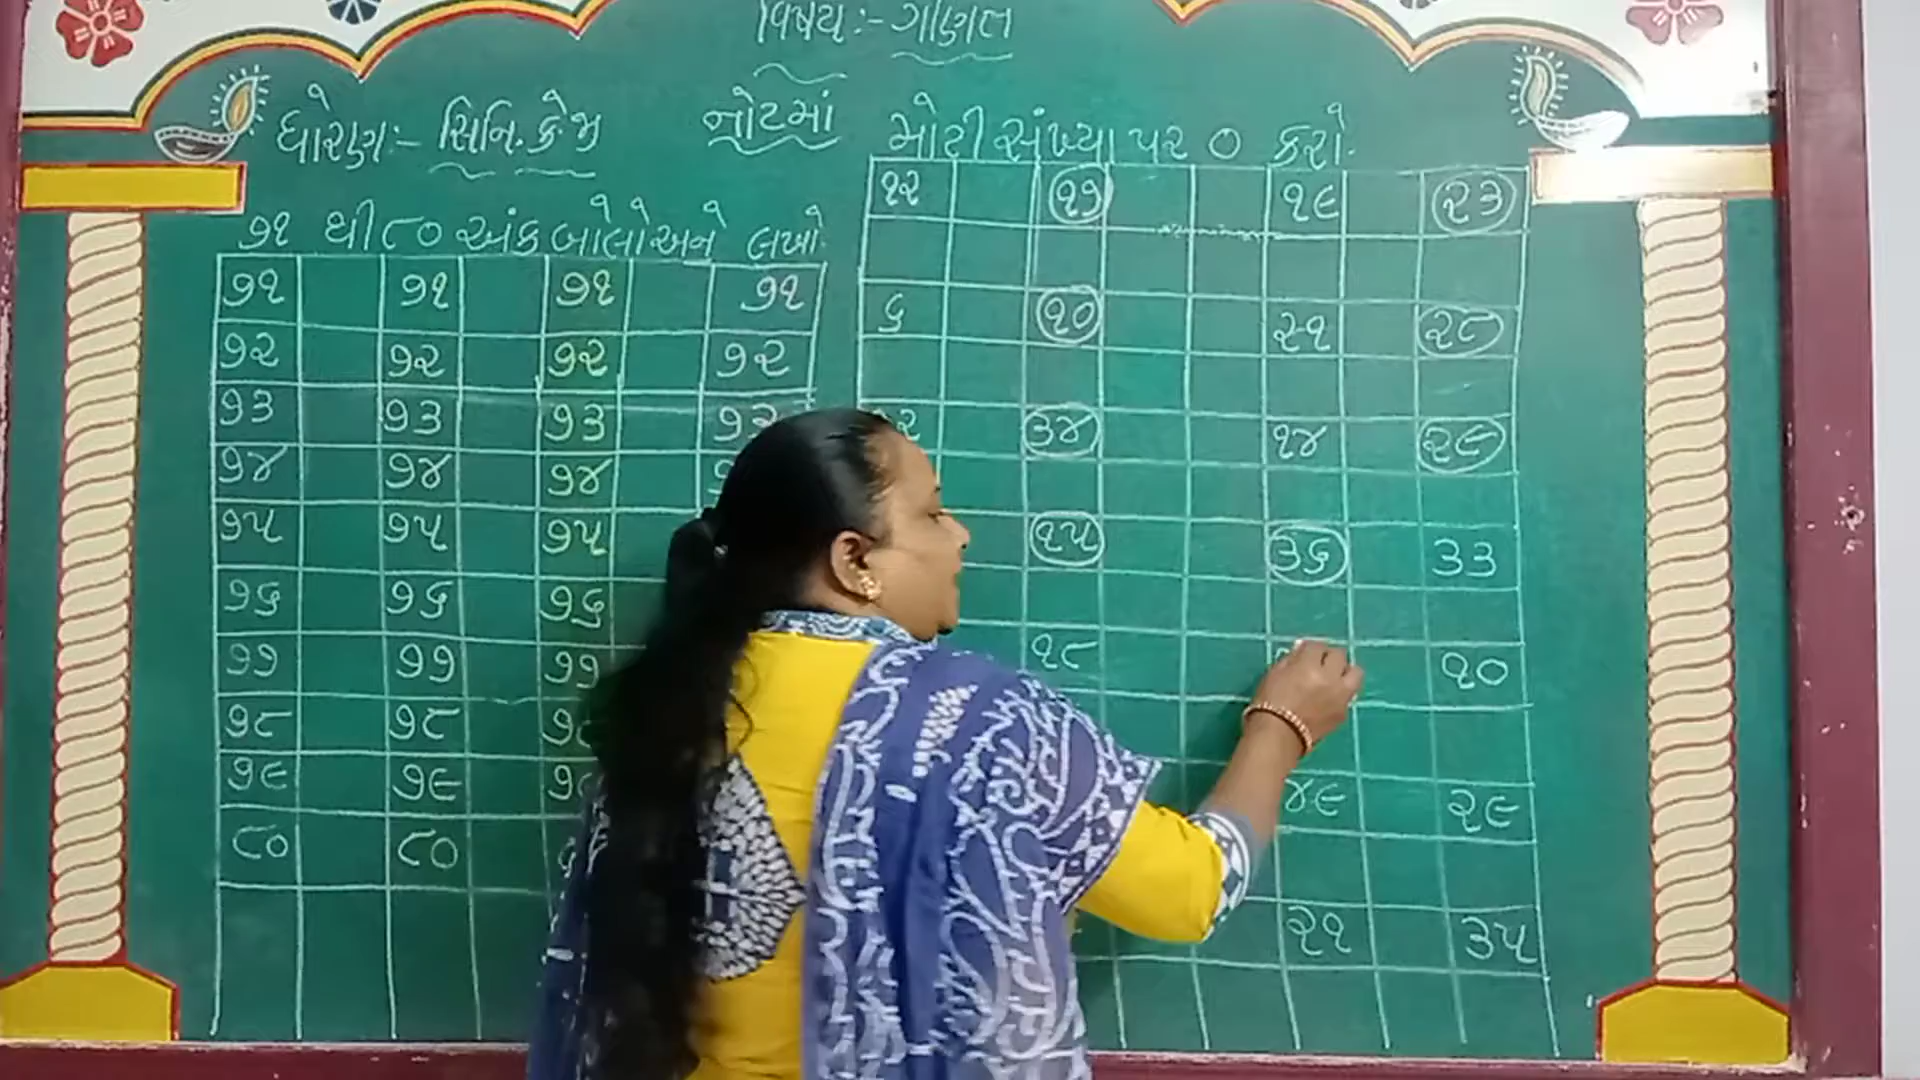 વિષય:- ગણિત
ધોરણ:- સિનિ.કે.જી
નોટમાં
૭૧ થી ૮૦ અંક બોલો અને લખો.
૭૧ ૭૧ ૭૧ ૭૧
૭૨ ૭૨ ૭૨ ૭૨
૭૩ ૭૩ ૭૩ ૭૩
૭૪ ૭૪ ૭૪
૭૫ ૭૫ ૭૫
૭૬ ૭૬ ૭૬
૭૭ ૭૭ ૭૭
૭૮ ૭૮
૭૯ ૭૯
૮૦ ૮૦
મોટી સંખ્યા પર ૦ કરો.
૧૨ ૧૭ ૧૯ ૨૩
૬ ૧૦ ૨૧ ૨૮
૩૪ ૧૪ ૨૯
૧૫ ૩૬ ૩૩
૧૮ ૧૦
૪૯ ૨૯
૨૧ ૩૫